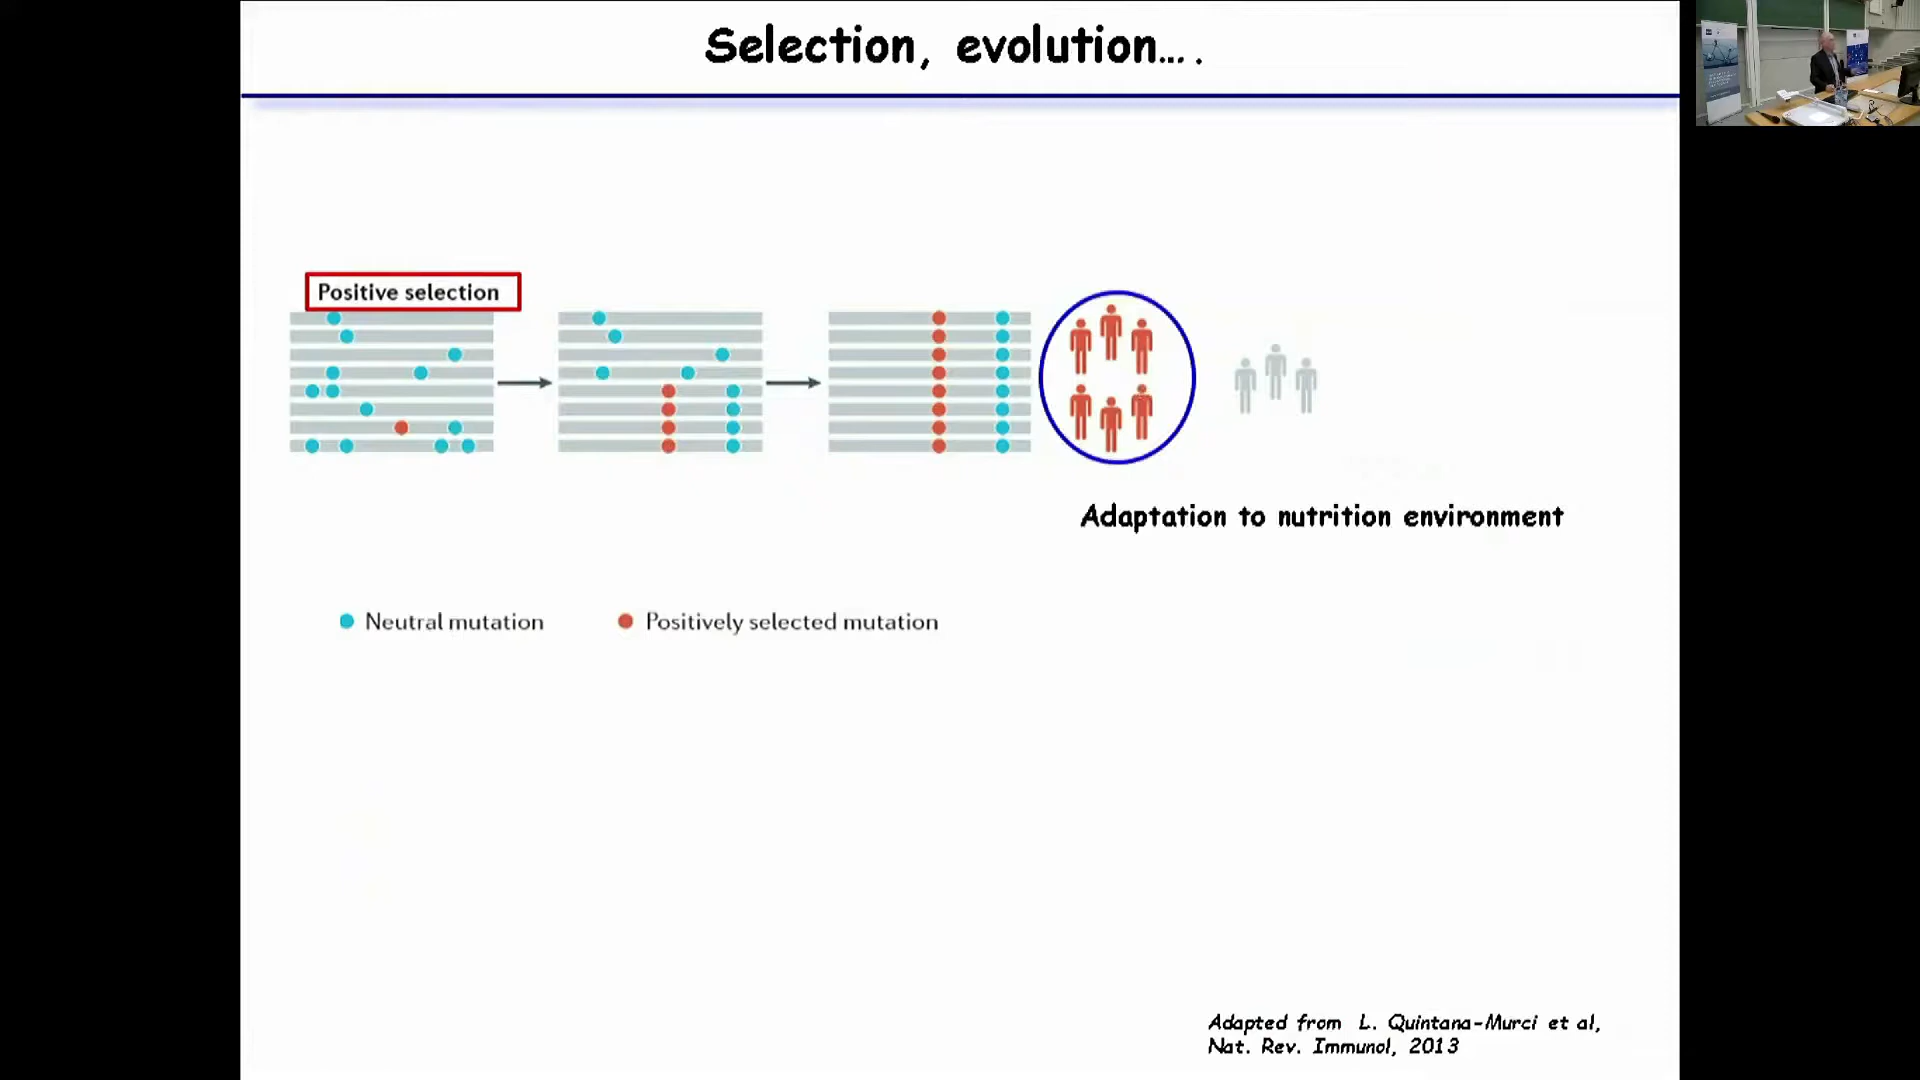 Selection, evolution....
Positive selection
Adaptation to nutrition environment
Neutral mutation
Positively selected mutation
Adapted from L. Quintana-Murci et al,
Nat. Rev. Immunol, 2013